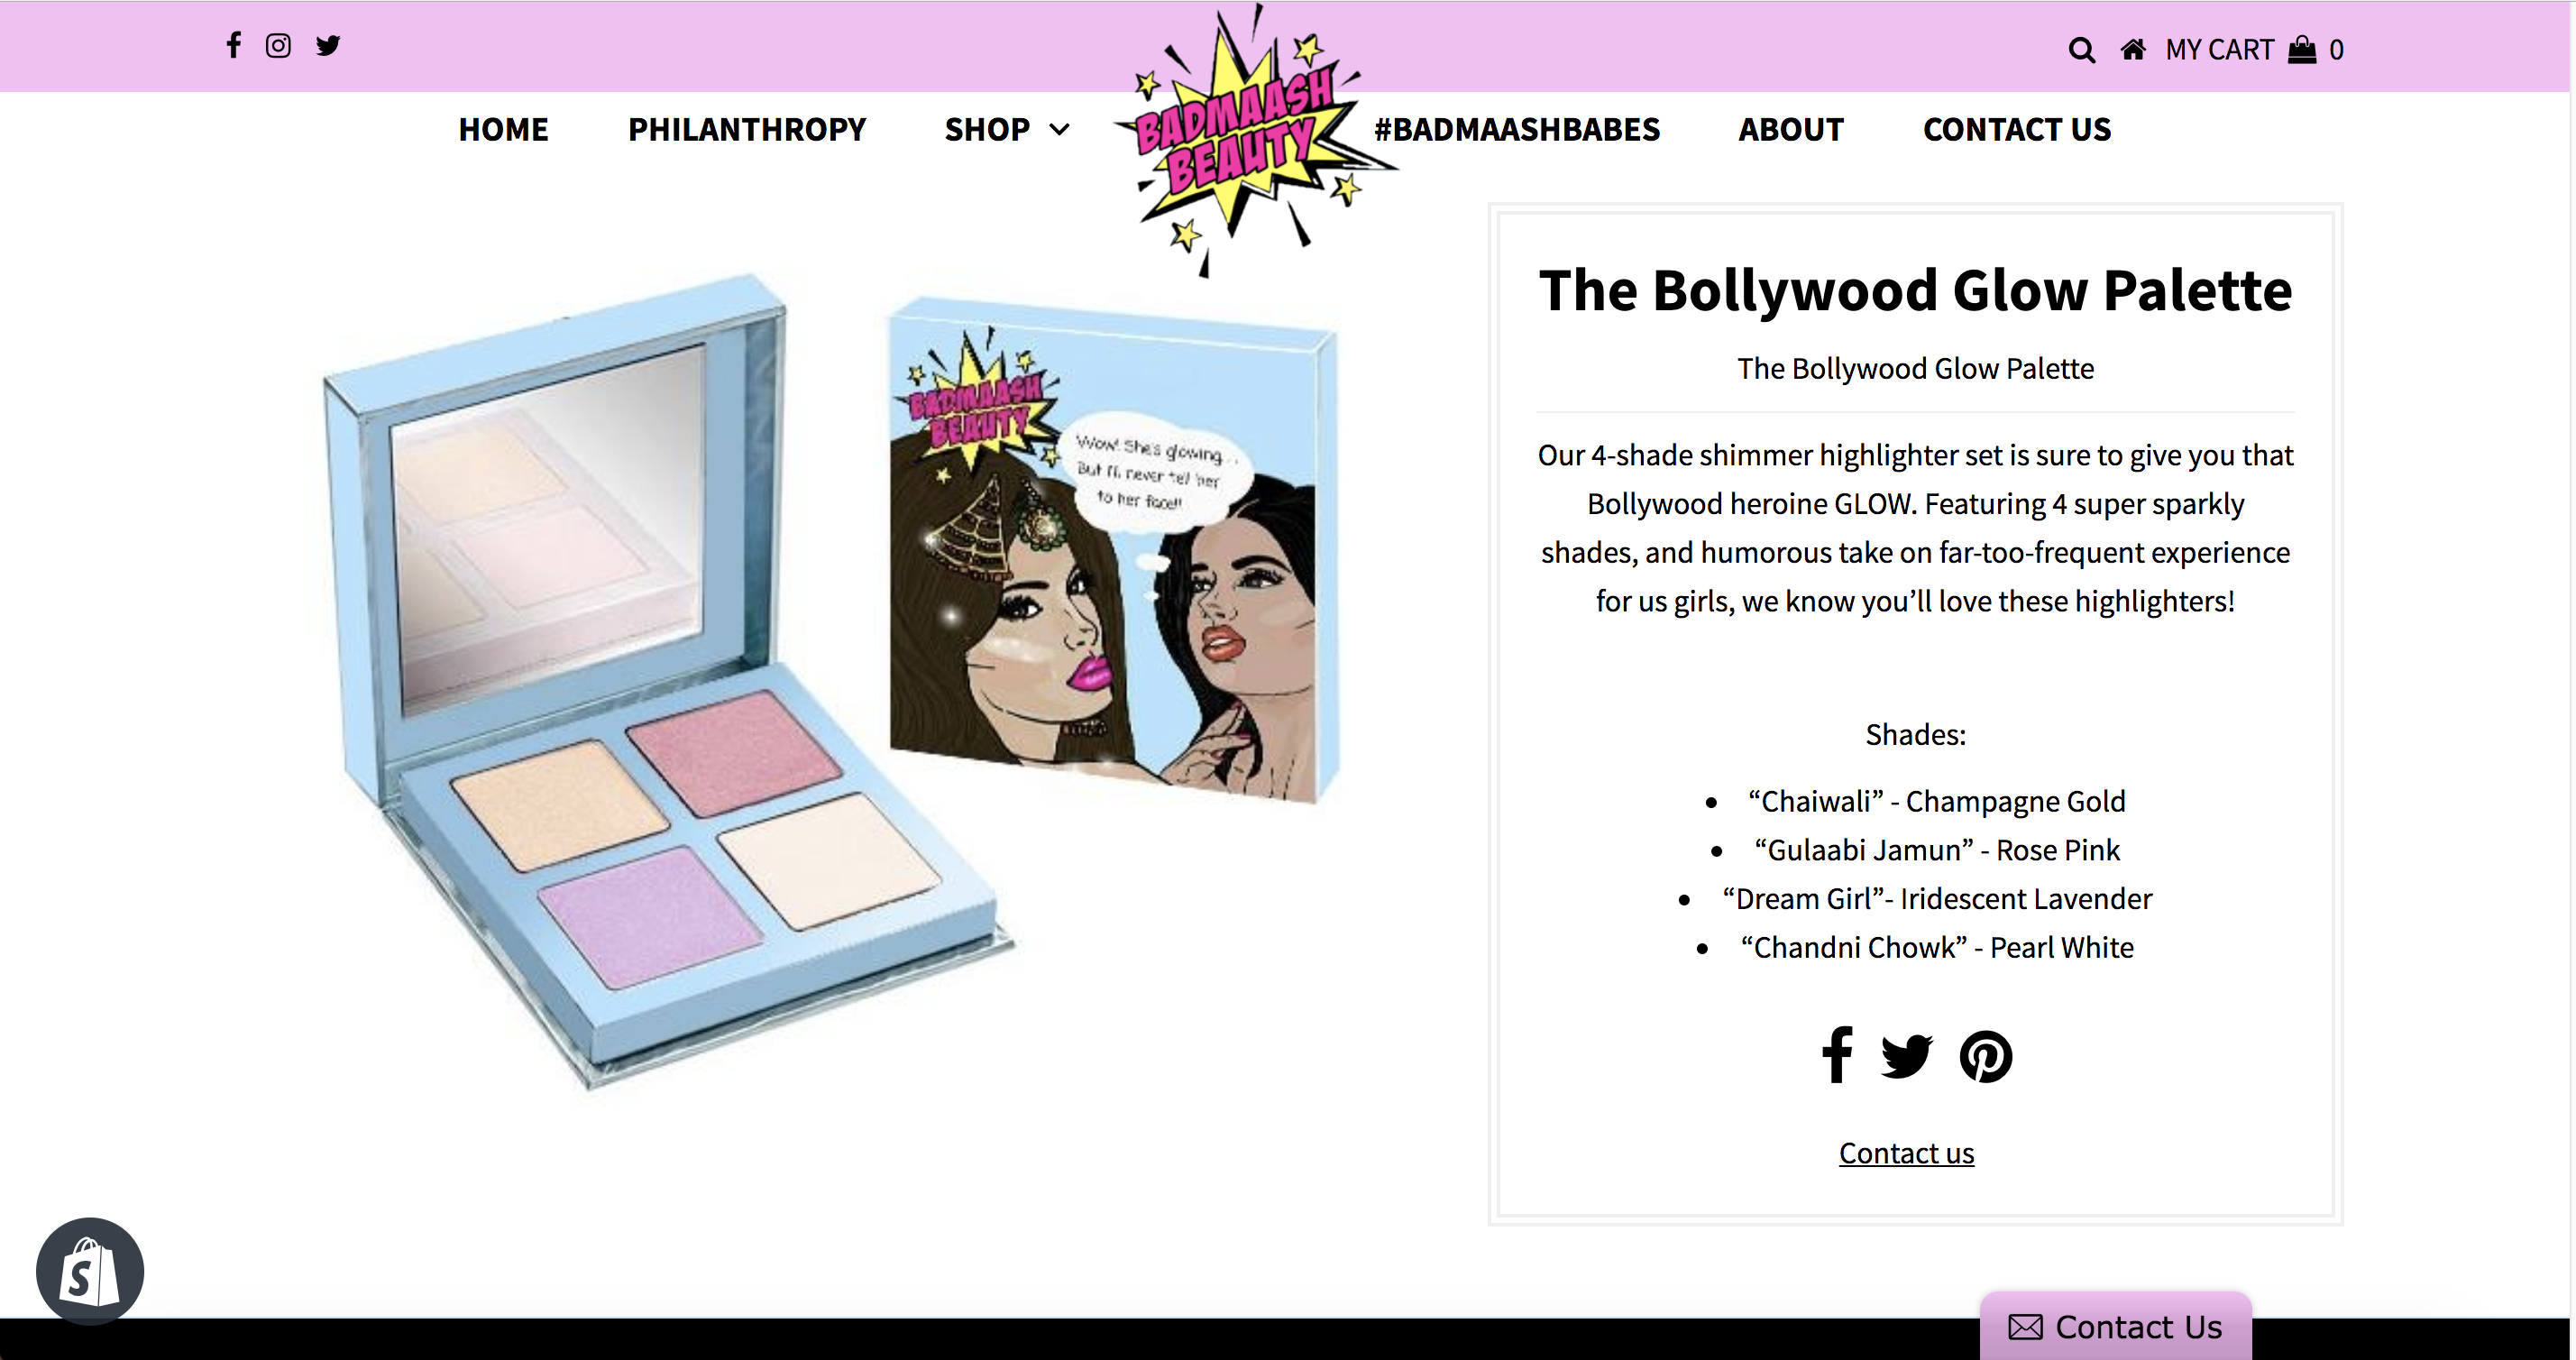 MY CART 0
HOME PHILANTHROPY SHOP #BADMAASHBABES ABOUT CONTACT US
BADMAASH
BEAUTY
BADMAASH
BEAUTY
Wow! She's glowing...
But I'll never tell her
to her face!!
The Bollywood Glow Palette
The Bollywood Glow Palette
Our 4-shade shimmer highlighter set is sure to give you that
Bollywood heroine GLOW. Featuring 4 super sparkly
shades, and humorous take on far-too-frequent experience
for us girls, we know you’ll love these highlighters!
Shades:
“Chaiwali” - Champagne Gold
“Gulaabi Jamun” - Rose Pink
“Dream Girl”- Iridescent Lavender
“Chandni Chowk” - Pearl White
Contact us
Contact Us